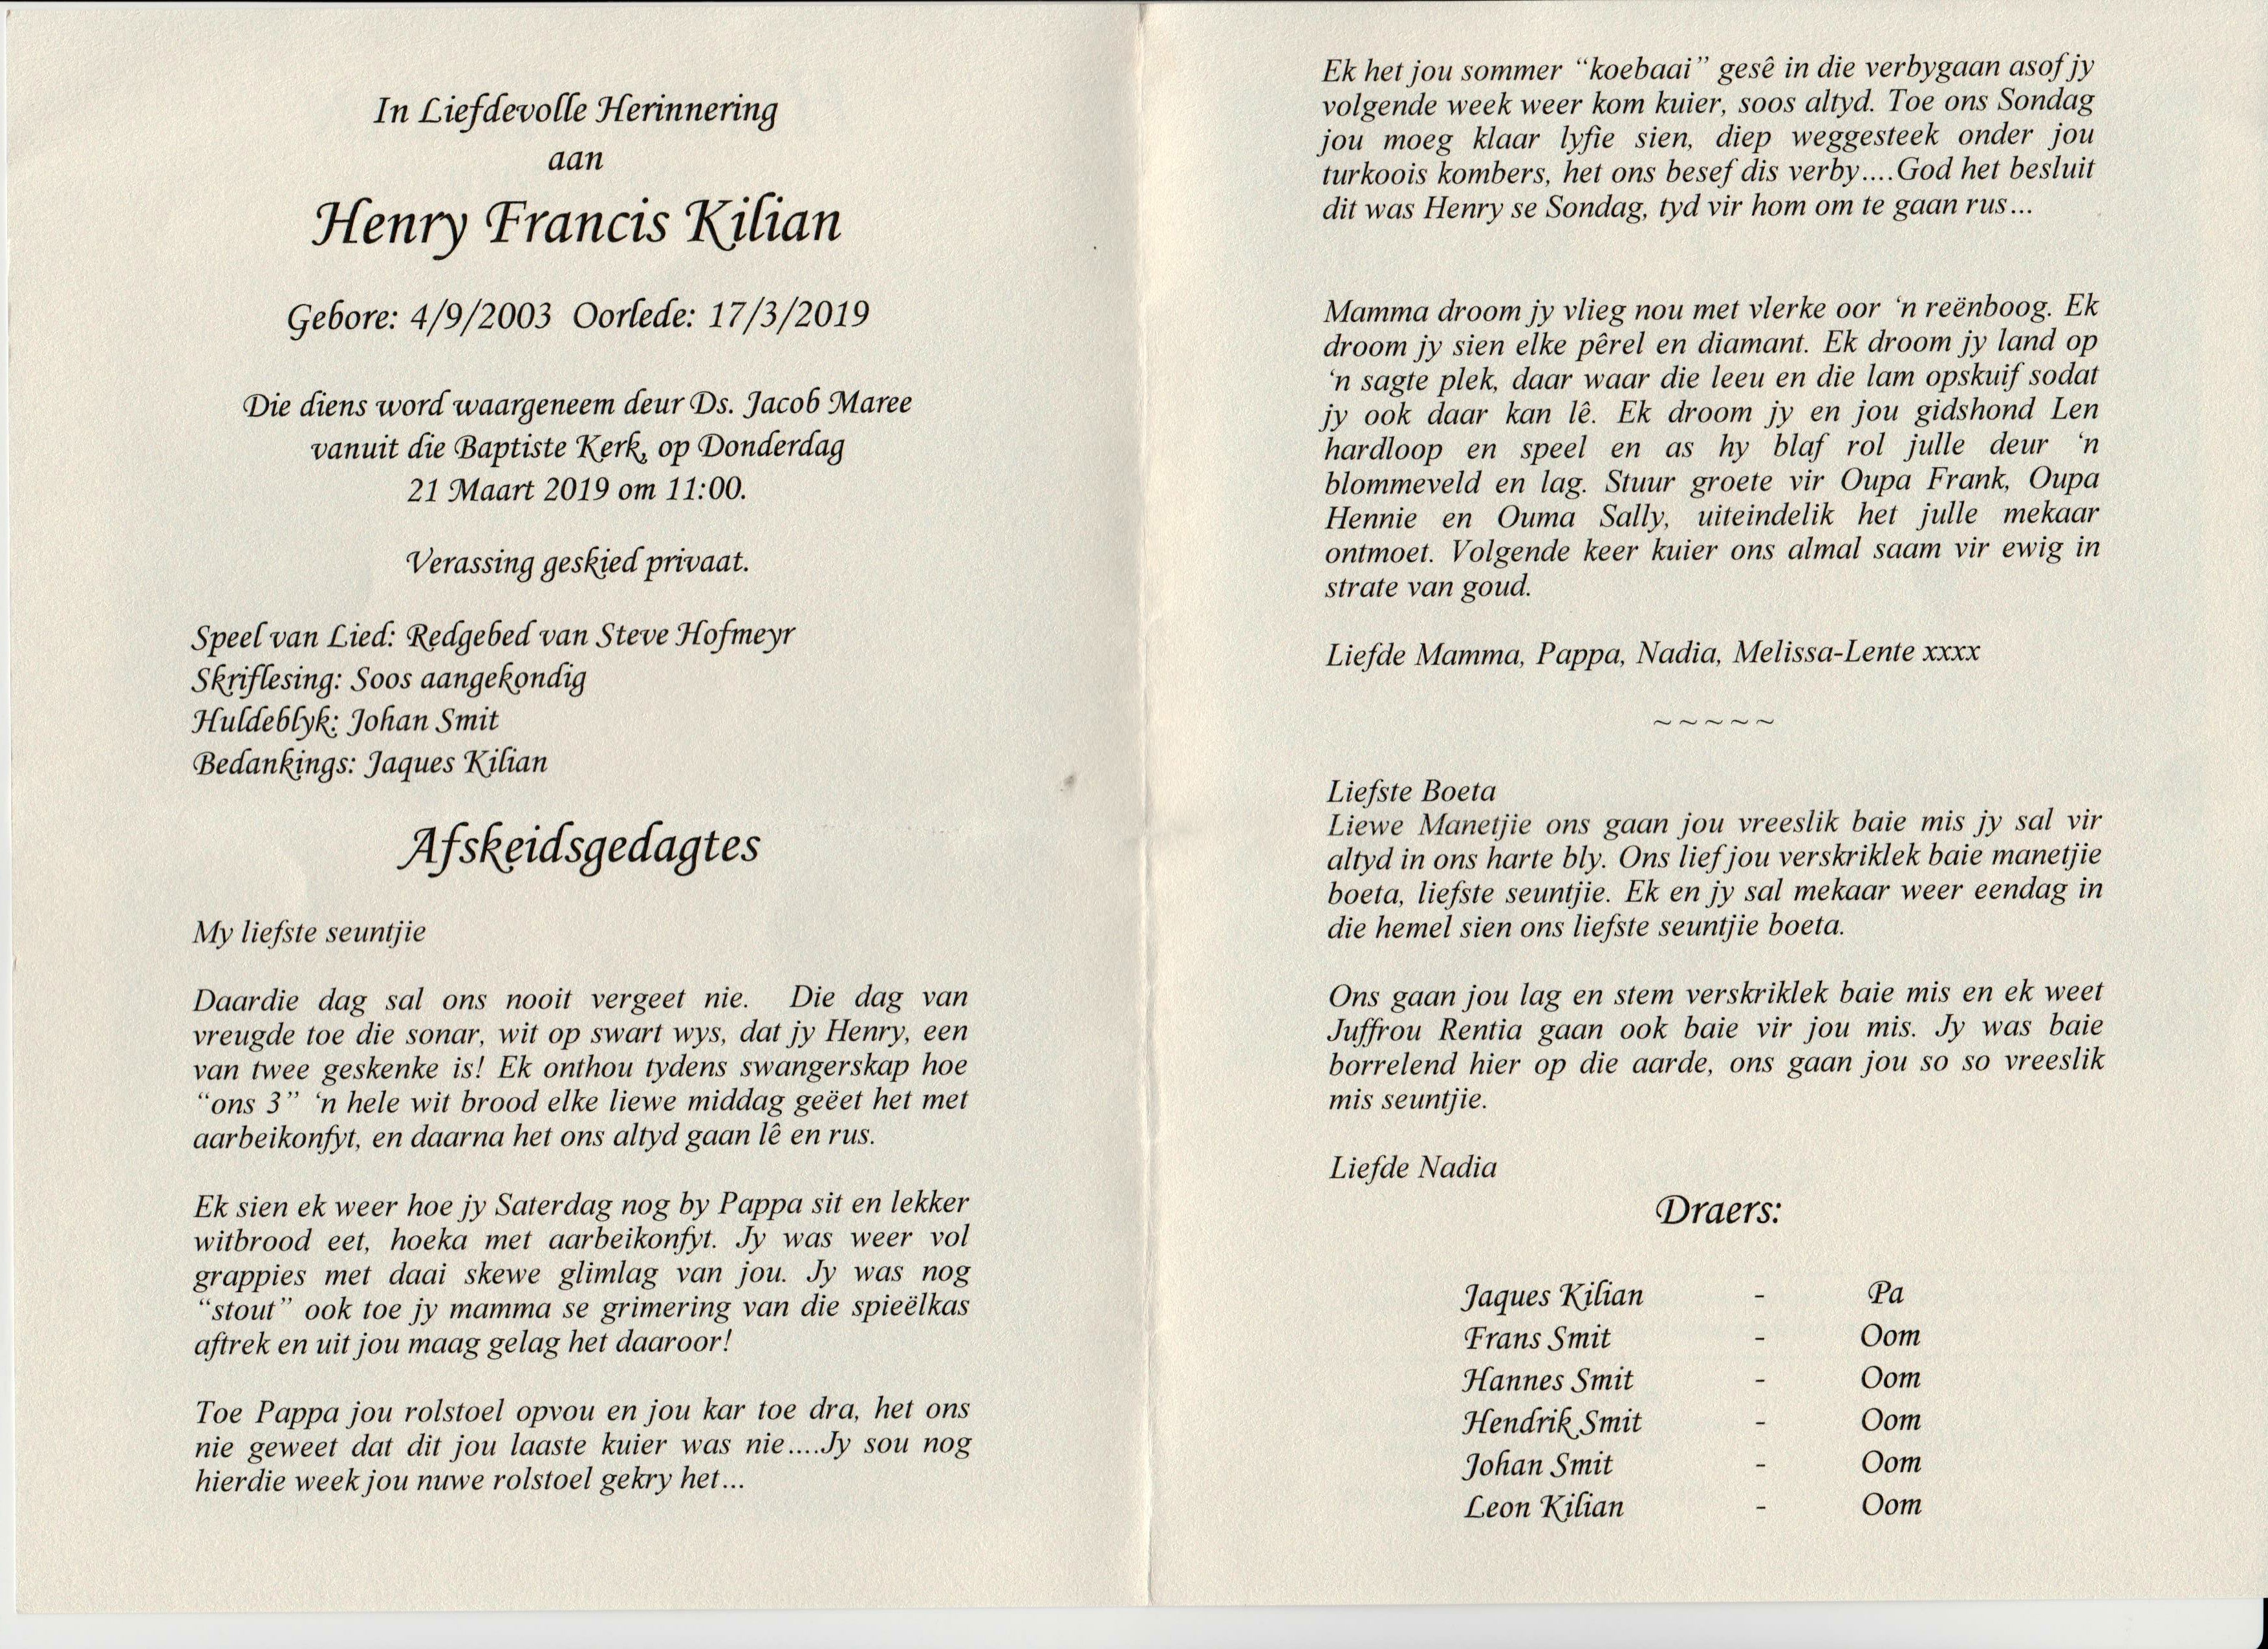 In Liefdevolle Herinnering
aan
Henry Francis Kilian
Gebore: 4/9/2003 Oorlede: 17/3/2019
Die diens word waargeneem deur Ds. Jacob Maree
vanuit die Baptiste Kerk, op Donderdag
21 Maart 2019 om 11:00.
Verassing geskied privaat.
Speel van Lied: Redgebed van Steve Hofmeyr
Skriflesing: Soos aangekondig
Huldeblyk: Johan Smit
Bedankings: Jaques Kilian
Afskeidsgedagtes
My liefste seuntjie
Daardie dag sal ons nooit vergeet nie. Die dag van
vreugde toe die sonar, wit op swart wys, dat jy Henry, een
van twee geskenke is! Ek onthou tydens swangerskap hoe
“ons 3” ‘n hele wit brood elke liewe middag geëet het met
aarbeikonfyt, en daarna het ons altyd gaan lê en rus.
Ek sien ek weer hoe jy Saterdag nog by Pappa sit en lekker
witbrood eet, hoeka met aarbeikonfyt. Jy was weer vol
grappies met daai skewe glimlag van jou. Jy was nog
“stout” ook toe jy mamma se grimering van die spieëlkas
aftrek en uit jou maag gelag het daaroor!
Toe Pappa jou rolstoel opvou en jou kar toe dra, het ons
nie geweet dat dit jou laaste kuier was nie....Jy sou nog
hierdie week jou nuwe rolstoel gekry het...
Ek het jou sommer “koebaai” gesê in die verbygaan asof jy
volgende week weer kom kuier, soos altyd. Toe ons Sondag
jou moeg klaar lyfie sien, diep weggesteek onder jou
turkoois kombers, het ons besef dis verby....God het besluit
dit was Henry se Sondag, tyd vir hom om te gaan rus...
Mamma droom jy vlieg nou met vlerke oor ‘n reënboog. Ek
droom jy sien elke pêrel en diamant. Ek droom jy land op
‘n sagte plek, daar waar die leeu en die lam opskuif sodat
jy ook daar kan lê. Ek droom jy en jou gidshond Len
hardloop en speel en as hy blaf rol julle deur ‘n
blommeveld en lag. Stuur groete vir Oupa Frank, Oupa
Hennie en Ouma Sally, uiteindelik het julle mekaar
ontmoet. Volgende keer kuier ons almal saam vir ewig in
strate van goud.
Liefde Mamma, Pappa, Nadia, Melissa-Lente xxxx
~~~~~
Liefste Boeta
Liewe Manetjie ons gaan jou vreeslik baie mis jy sal vir
altyd in ons harte bly. Ons lief jou verskriklek baie manetjie
boeta, liefste seuntjie. Ek en jy sal mekaar weer eendag in
die hemel sien ons liefste seuntjie boeta.
Ons gaan jou lag en stem verskriklek baie mis en ek weet
Juffrou Rentia gaan ook baie vir jou mis. Jy was baie
borrelend hier op die aarde, ons gaan jou so so vreeslik
mis seuntjie.
Liefde Nadia
Draers:
Jaques Kilian - Pa
Frans Smit - Oom
Hannes Smit - Oom
Hendrik Smit - Oom
Johan Smit - Oom
Leon Kilian - Oom